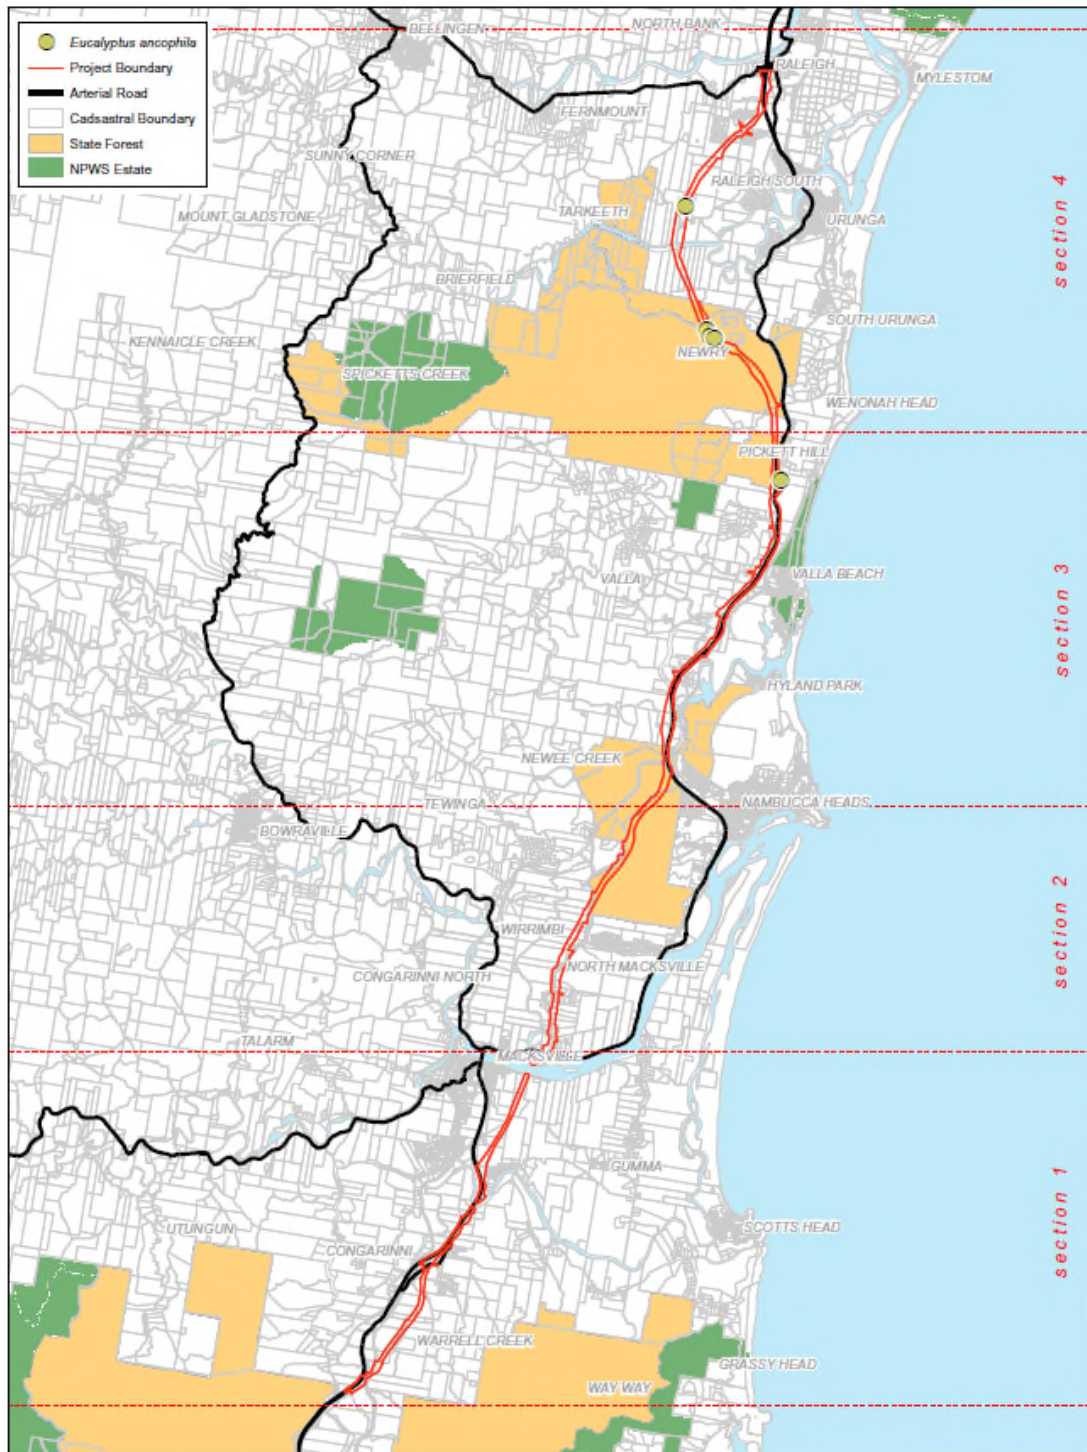 Eucalyptus ancophila
Project Boundary
Arterial Road
Cadsastral Boundary
State Forest
NPWS Estate
BELLINGEN
NORTH BANK
RALEIGH
MYLESTOM
FERNMOUNT
SUNNY CORNER
RALEIGH SOUTH
MOUNT GLADSTONE
TARKEETH
URUNGA
section 4
BRIERFIELD
SOUTH URUNGA
KENNAICLE CREEK
NEWRY
SPICKETTS CREEK
WENONAH HEAD
PICKETT HILL
VALLA
VALLA BEACH
section 3
HYLAND PARK
NEWEE CREEK
TEWINGA
NAMBUCCA HEADS
BOWRAVILLE
section 2
WIRRIMBI
NORTH MACKSVILLE
CONGARINNI NORTH
TALARM
MACKSVILLE
GUMMA
section 1
UTUNGUN
SCOTTS HEAD
CONGARINNI
WARRELL CREEK
GRASSY HEAD
WAY WAY